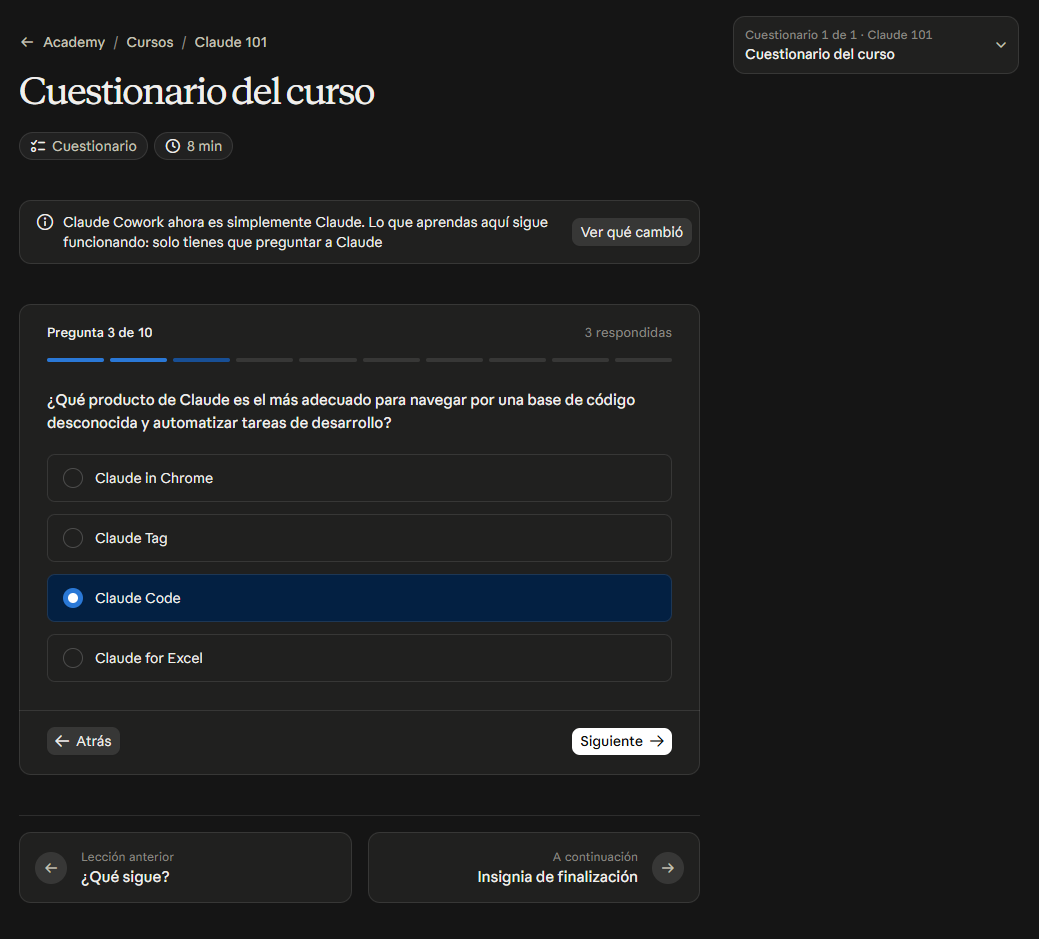 ← Academy / Cursos / Claude 101
Cuestionario 1 de 1 · Claude 101
Cuestionario del curso
Cuestionario del curso
Cuestionario
8 min
Claude Cowork ahora es simplemente Claude. Lo que aprendas aquí sigue
funcionando: solo tienes que preguntar a Claude
Ver qué cambió
Pregunta 3 de 10
3 respondidas
¿Qué producto de Claude es el más adecuado para navegar por una base de código
desconocida y automatizar tareas de desarrollo?
Claude in Chrome
Claude Tag
Claude Code
Claude for Excel
← Atrás
Siguiente →
Lección anterior
¿Qué sigue?
A continuación
Insignia de finalización